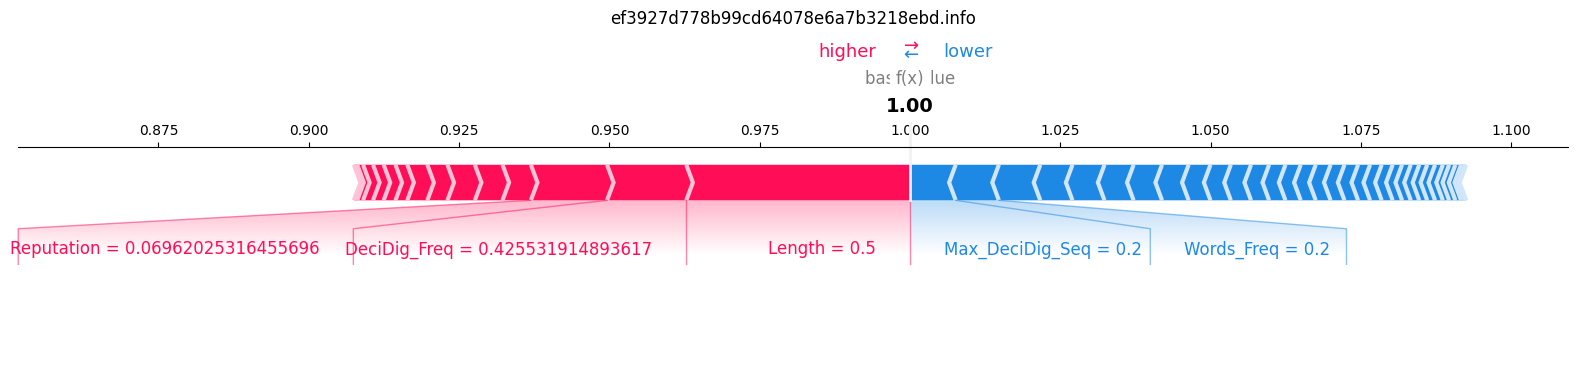 ef3927d778b99cd64078e6a7b3218ebd.info
higher ⇄ lower
f(x)
1.00
0.875 0.900 0.925 0.950 0.975 1.000 1.025 1.050 1.075 1.100
Reputation = 0.06962025316455696 DeciDig_Freq = 0.425531914893617 Length = 0.5 Max_DeciDig_Seq = 0.2 Words_Freq = 0.2